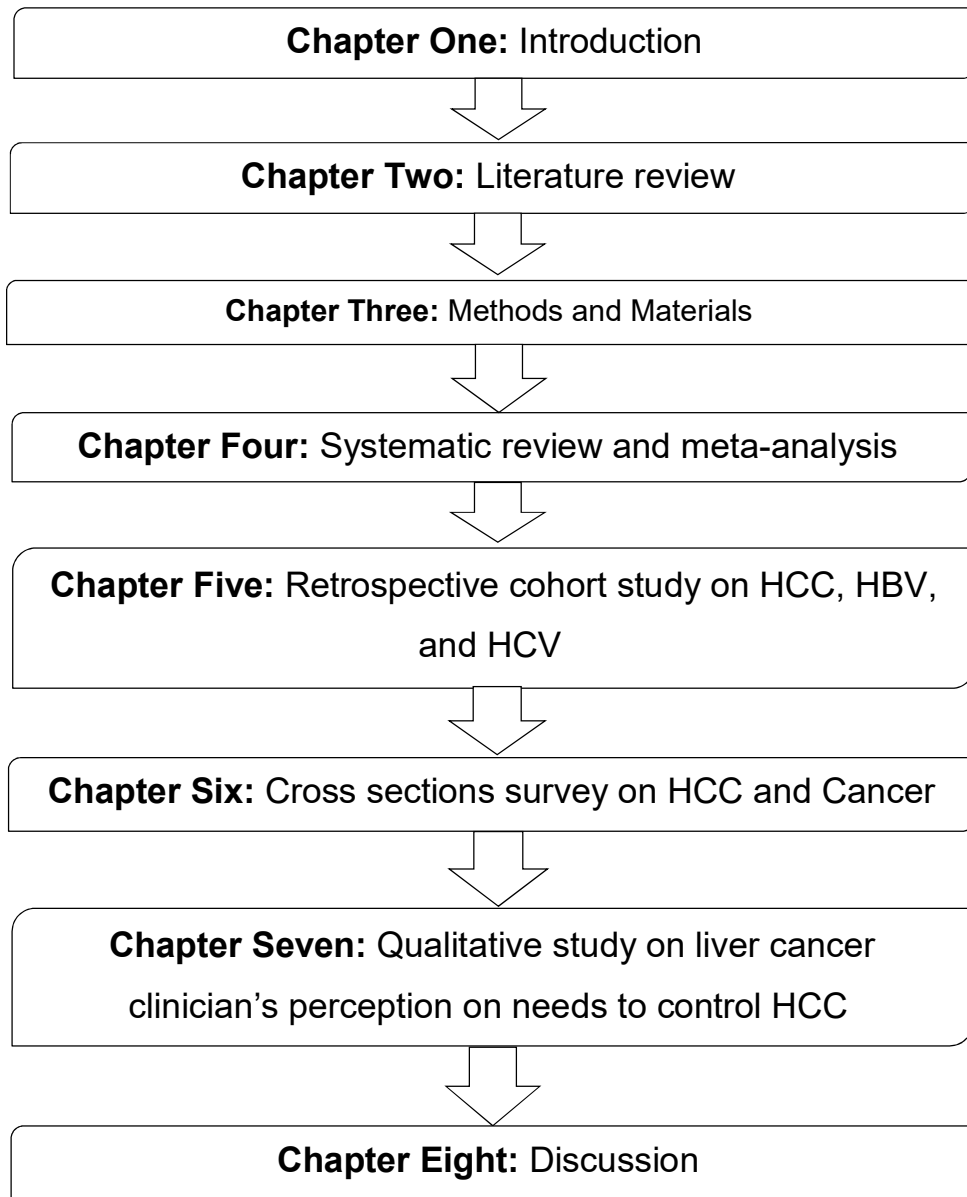 Chapter One: Introduction
Chapter Two: Literature review
Chapter Three: Methods and Materials
Chapter Four: Systematic review and meta-analysis
Chapter Five: Retrospective cohort study on HCC, HBV,
and HCV
Chapter Six: Cross sections survey on HCC and Cancer
Chapter Seven: Qualitative study on liver cancer
clinician’s perception on needs to control HCC
Chapter Eight: Discussion